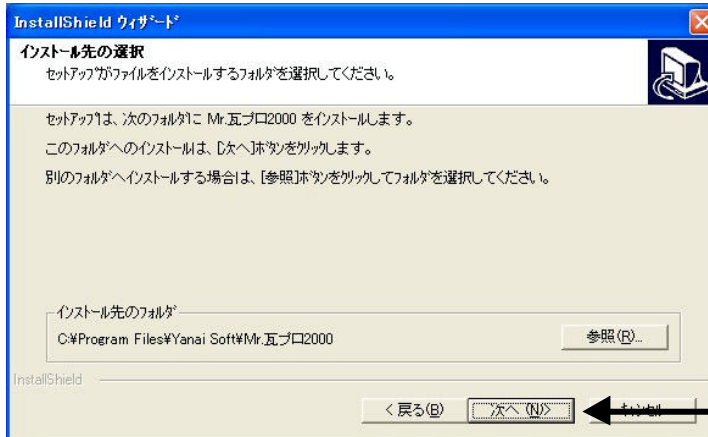 InstallShield ウィザード
インストール先の選択
セットアップがファイルをインストールするフォルダを選択してください。
セットアップは、次のフォルダに Mr.瓦プロ2000 をインストールします。
このフォルダへのインストールは、[次へ]ボタンをクリックします。
別のフォルダへインストールする場合は、[参照]ボタンをクリックしてフォルダを選択してください。
インストール先のフォルダ
C:¥Program Files¥Yanai Soft¥Mr.瓦プロ2000
参照(R)...
InstallShield
< 戻る(B)
次へ(N)>
キャンセル